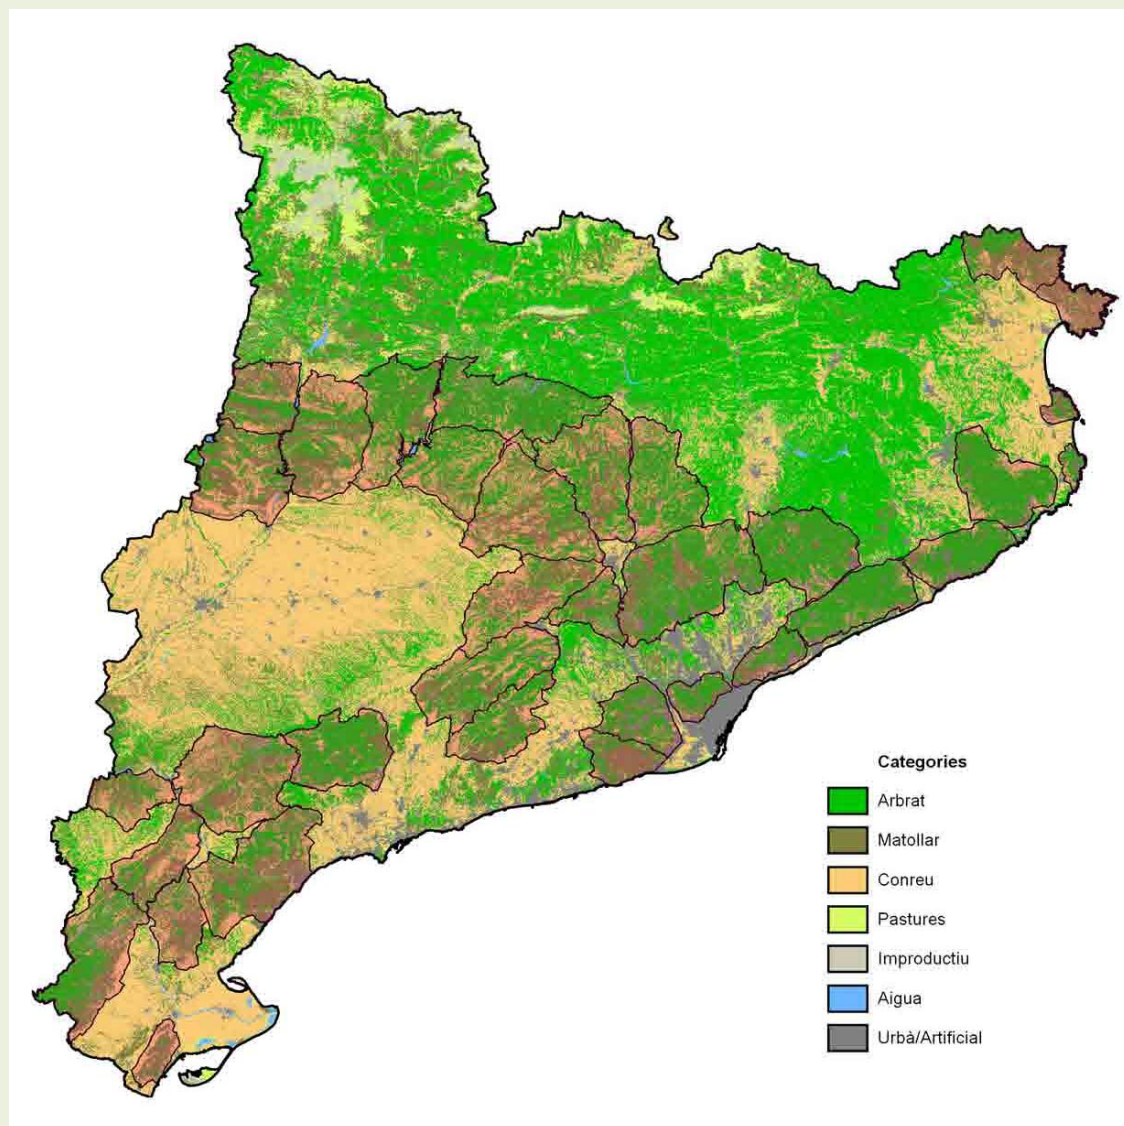 Categories
Arbrat
Matollar
Conreu
Pastures
Improductiu
Aigua
Urbà/Artificial